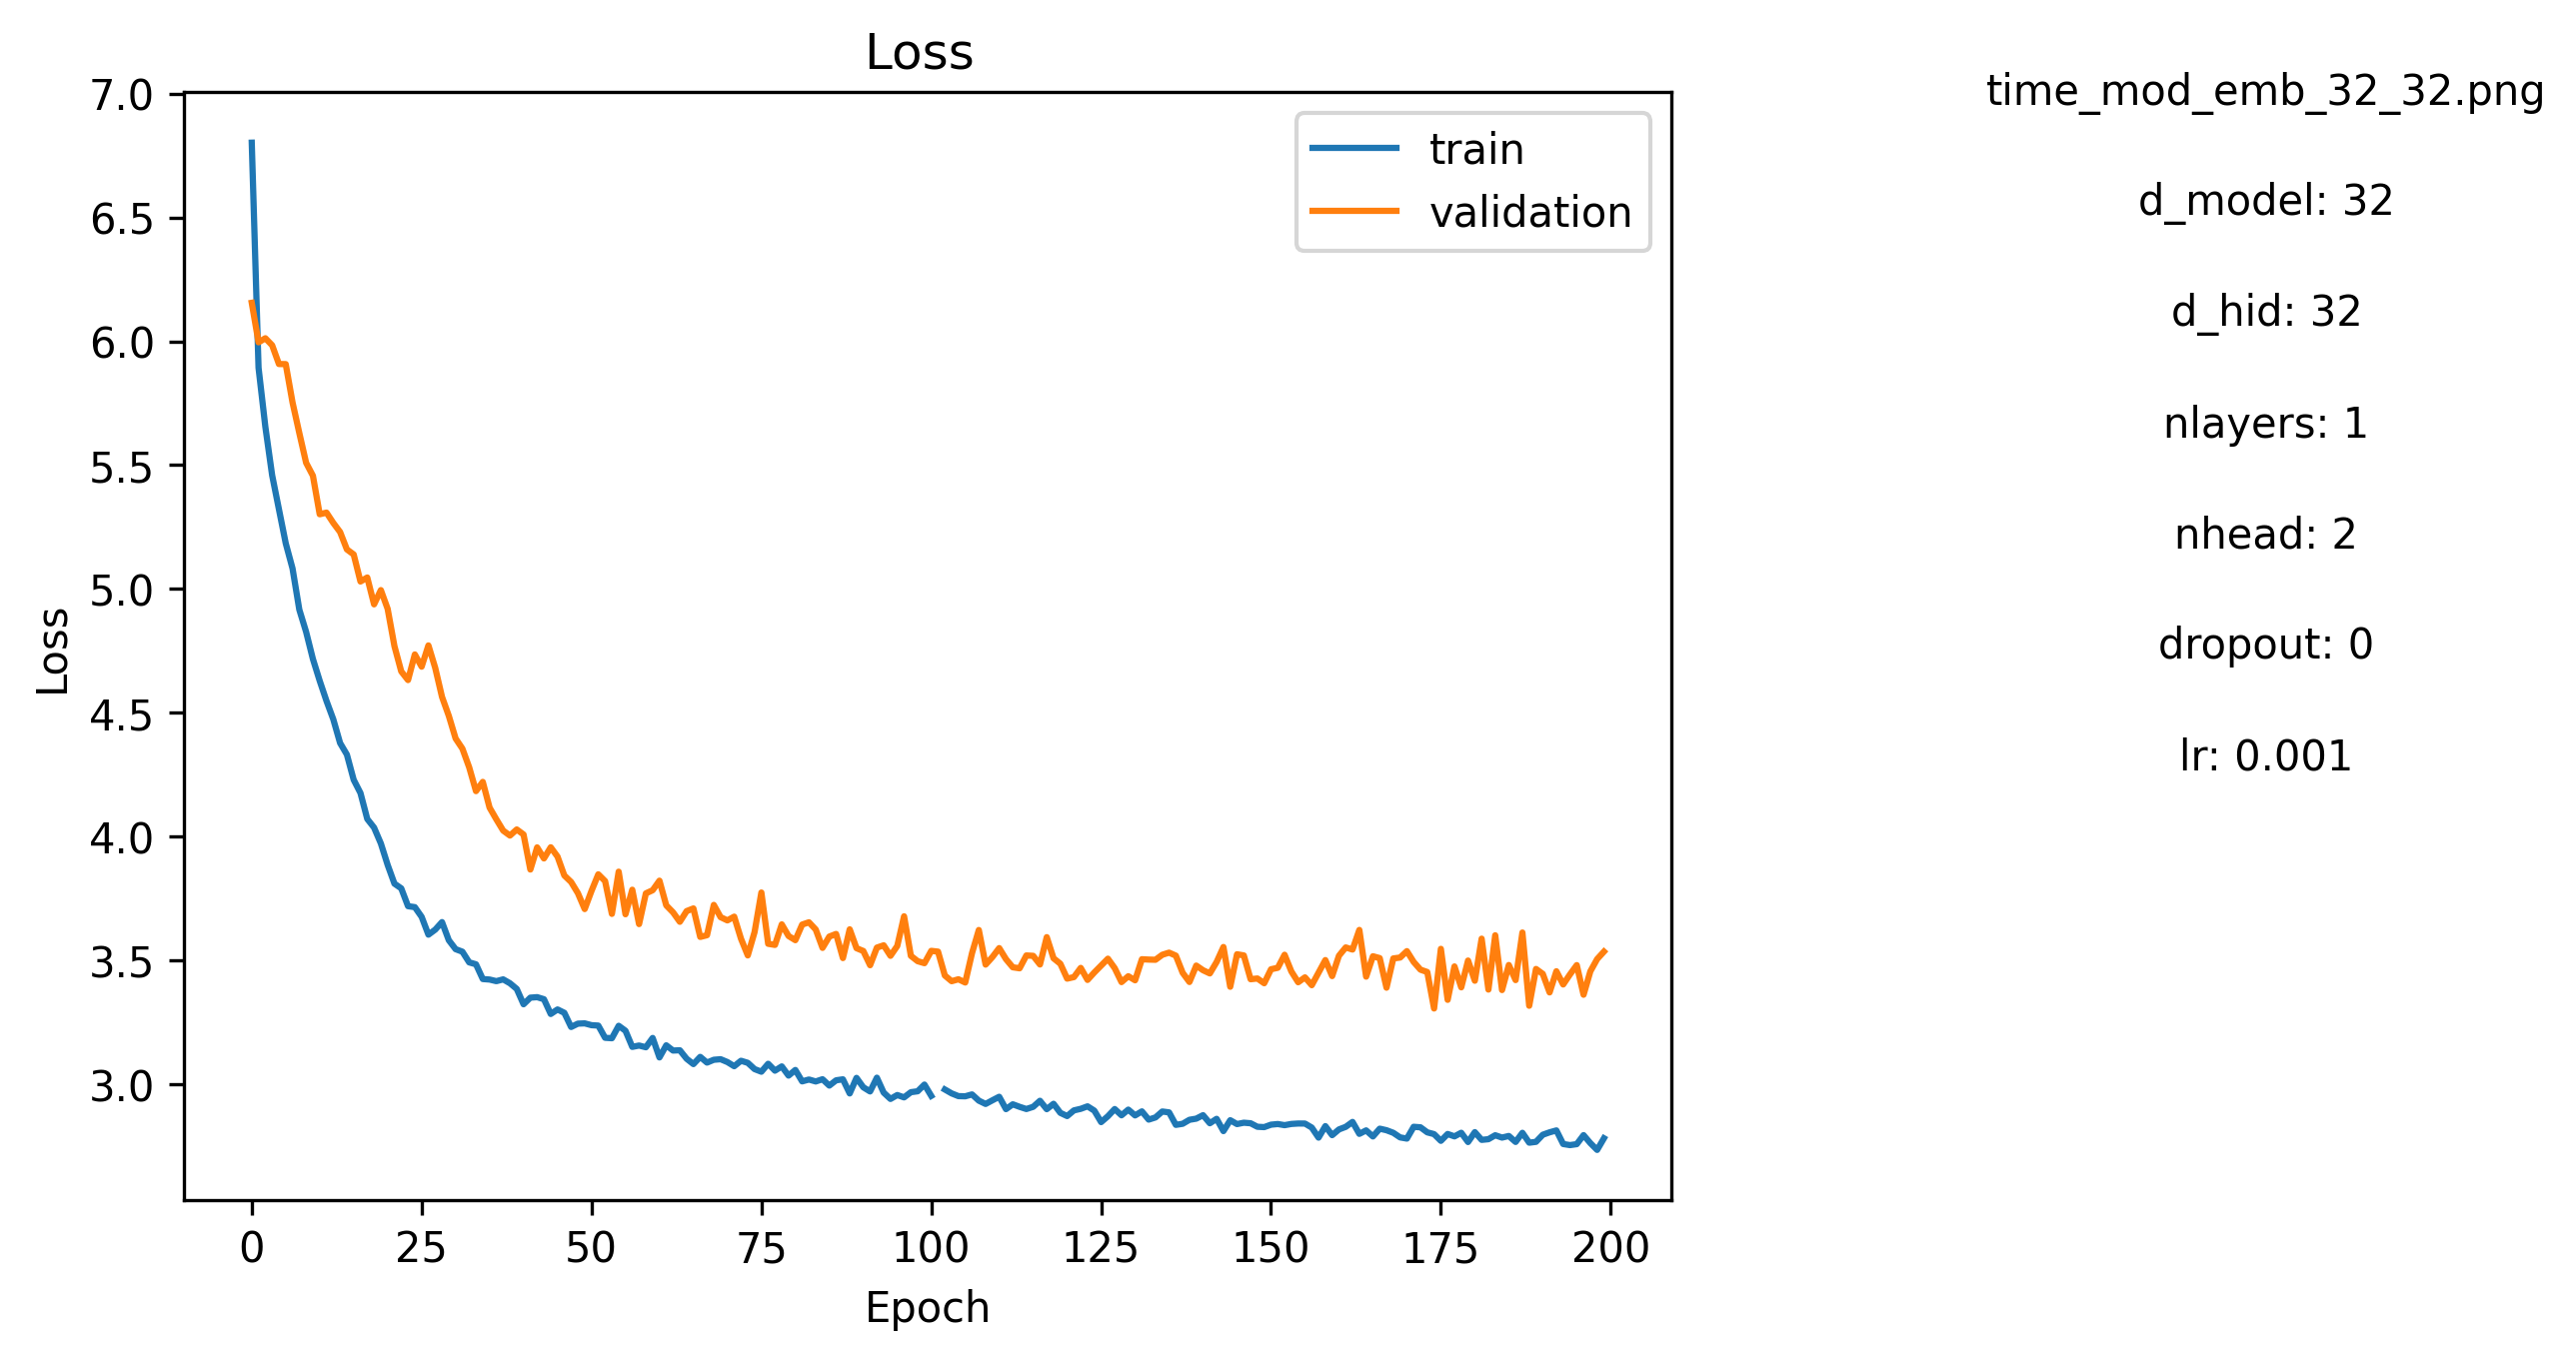 Loss
7.0
6.5
6.0
5.5
5.0
4.5
4.0
3.5
3.0
Loss
0 25 50 75 100 125 150 175 200
Epoch
train
validation
time_mod_emb_32_32.png
d_model: 32
d_hid: 32
nlayers: 1
nhead: 2
dropout: 0
lr: 0.001